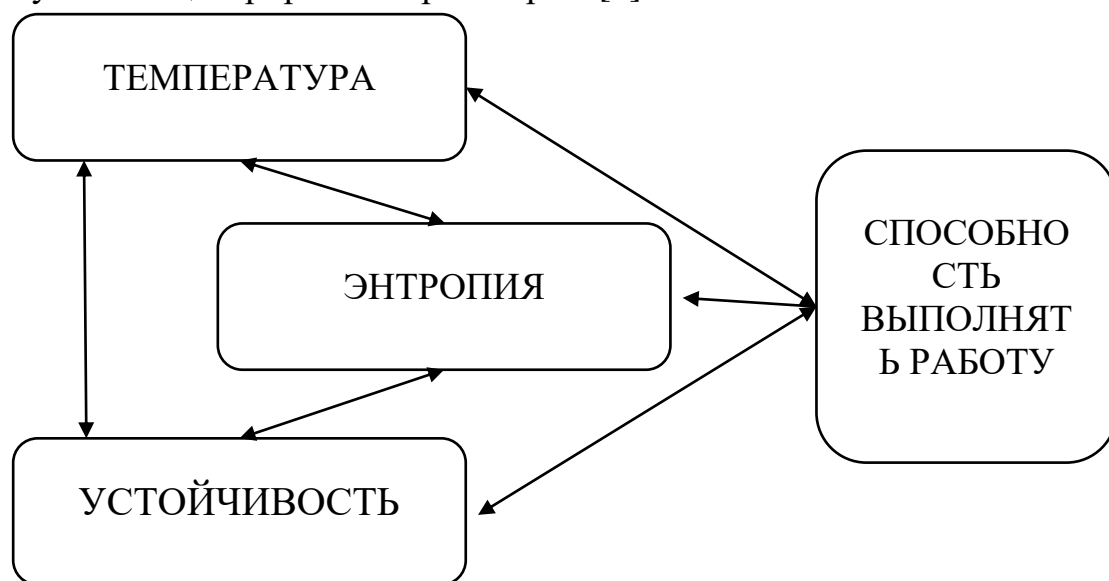 ТЕМПЕРАТУРА
ЭНТРОПИЯ
СПОСОБНО
СТЬ
ВЫПОЛНЯТ
Ь РАБОТУ
УСТОЙЧИВОСТЬ